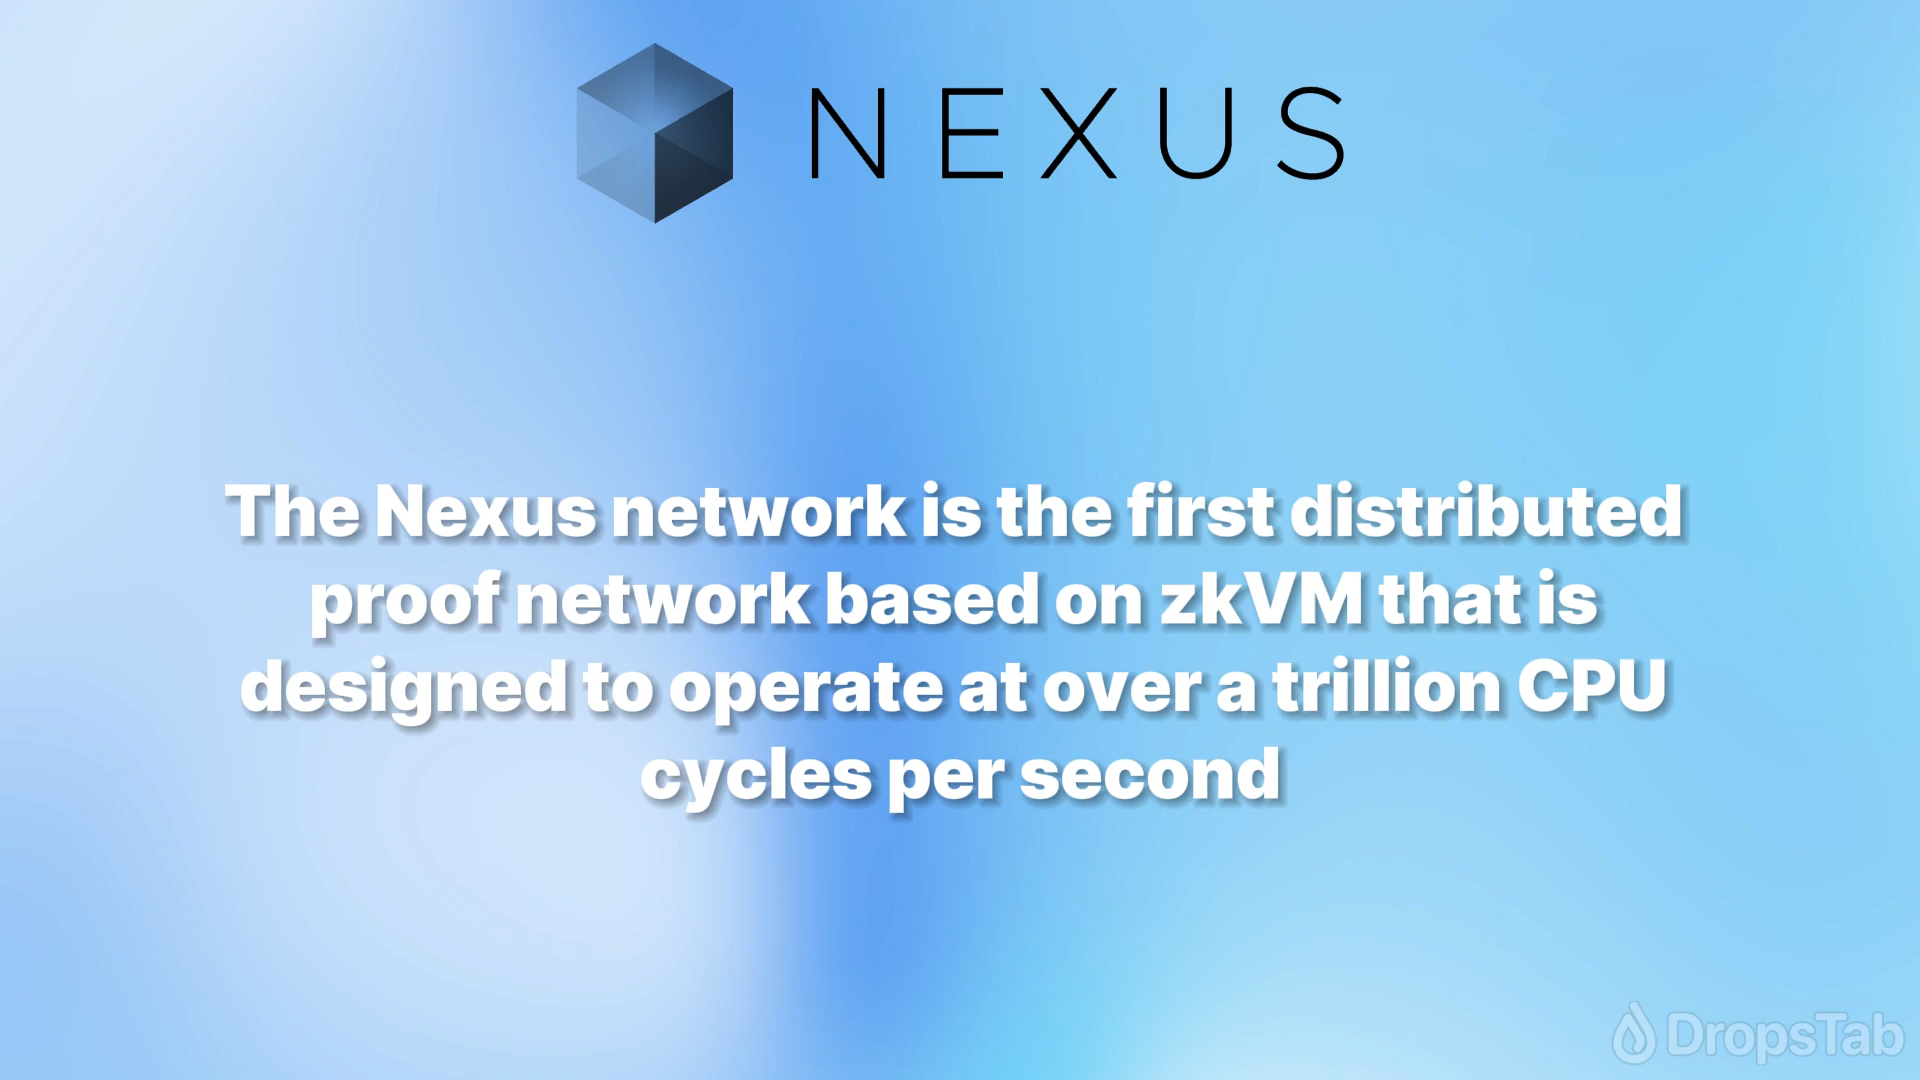 NEXUS
The Nexus network is the first distributed
proof network based on zkVM that is
designed to operate at over a trillion CPU
cycles per second
DropsTab